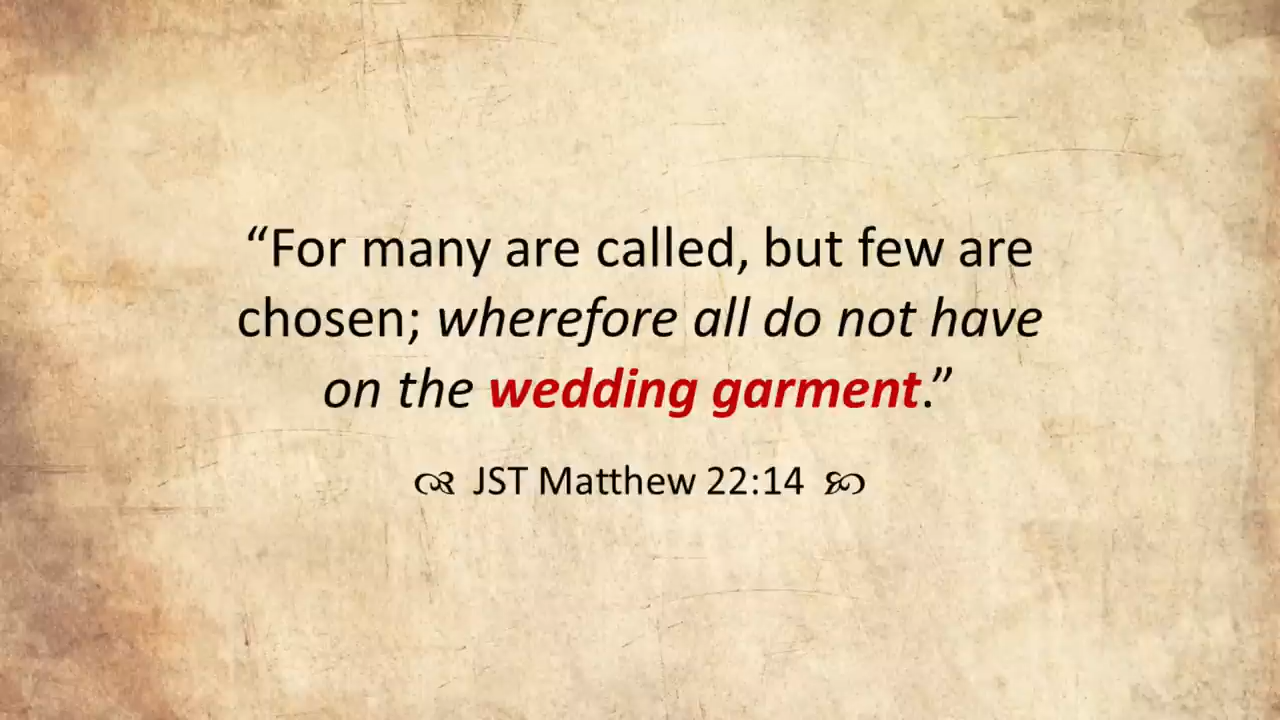 “For many are called, but few are
chosen; wherefore all do not have
on the wedding garment.”
JST Matthew 22:14